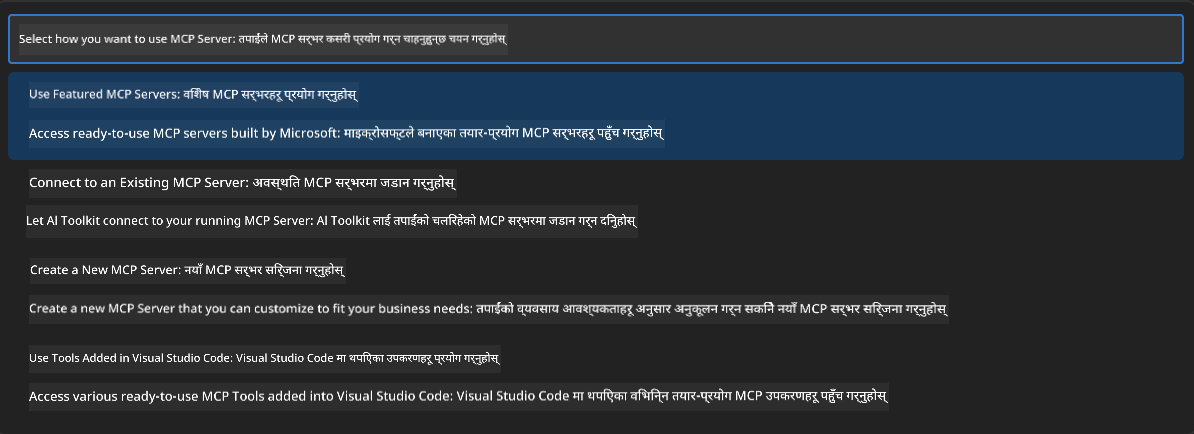 Select how you want to use MCP Server: तपाईंले MCP सर्भर कसरी प्रयोग गर्न चाहनुहुन्छ चयन गर्नुहोस्
Use Featured MCP Servers: विशेष MCP सर्भरहरू प्रयोग गर्नुहोस्
Access ready-to-use MCP servers built by Microsoft: माइक्रोसफ्टले बनाएका तयार-प्रयोग MCP सर्भरहरू पहुँच गर्नुहोस्
Connect to an Existing MCP Server: अवस्थित MCP सर्भरमा जडान गर्नुहोस्
Let AI Toolkit connect to your running MCP Server: AI Toolkit लाई तपाईंको चलिरहेको MCP सर्भरमा जडान गर्न दिनुहोस्
Create a New MCP Server: नयाँ MCP सर्भर सिर्जना गर्नुहोस्
Create a new MCP Server that you can customize to fit your business needs: तपाईंको व्यवसाय आवश्यकताहरू अनुसार अनुकूलन गर्न सकिने नयाँ MCP सर्भर सिर्जना गर्नुहोस्
Use Tools Added in Visual Studio Code: Visual Studio Code मा थपिएका उपकरणहरू प्रयोग गर्नुहोस्
Access various ready-to-use MCP Tools added into Visual Studio Code: Visual Studio Code मा थपिएका विभिन्न तयार-प्रयोग MCP उपकरणहरू पहुँच गर्नुहोस्